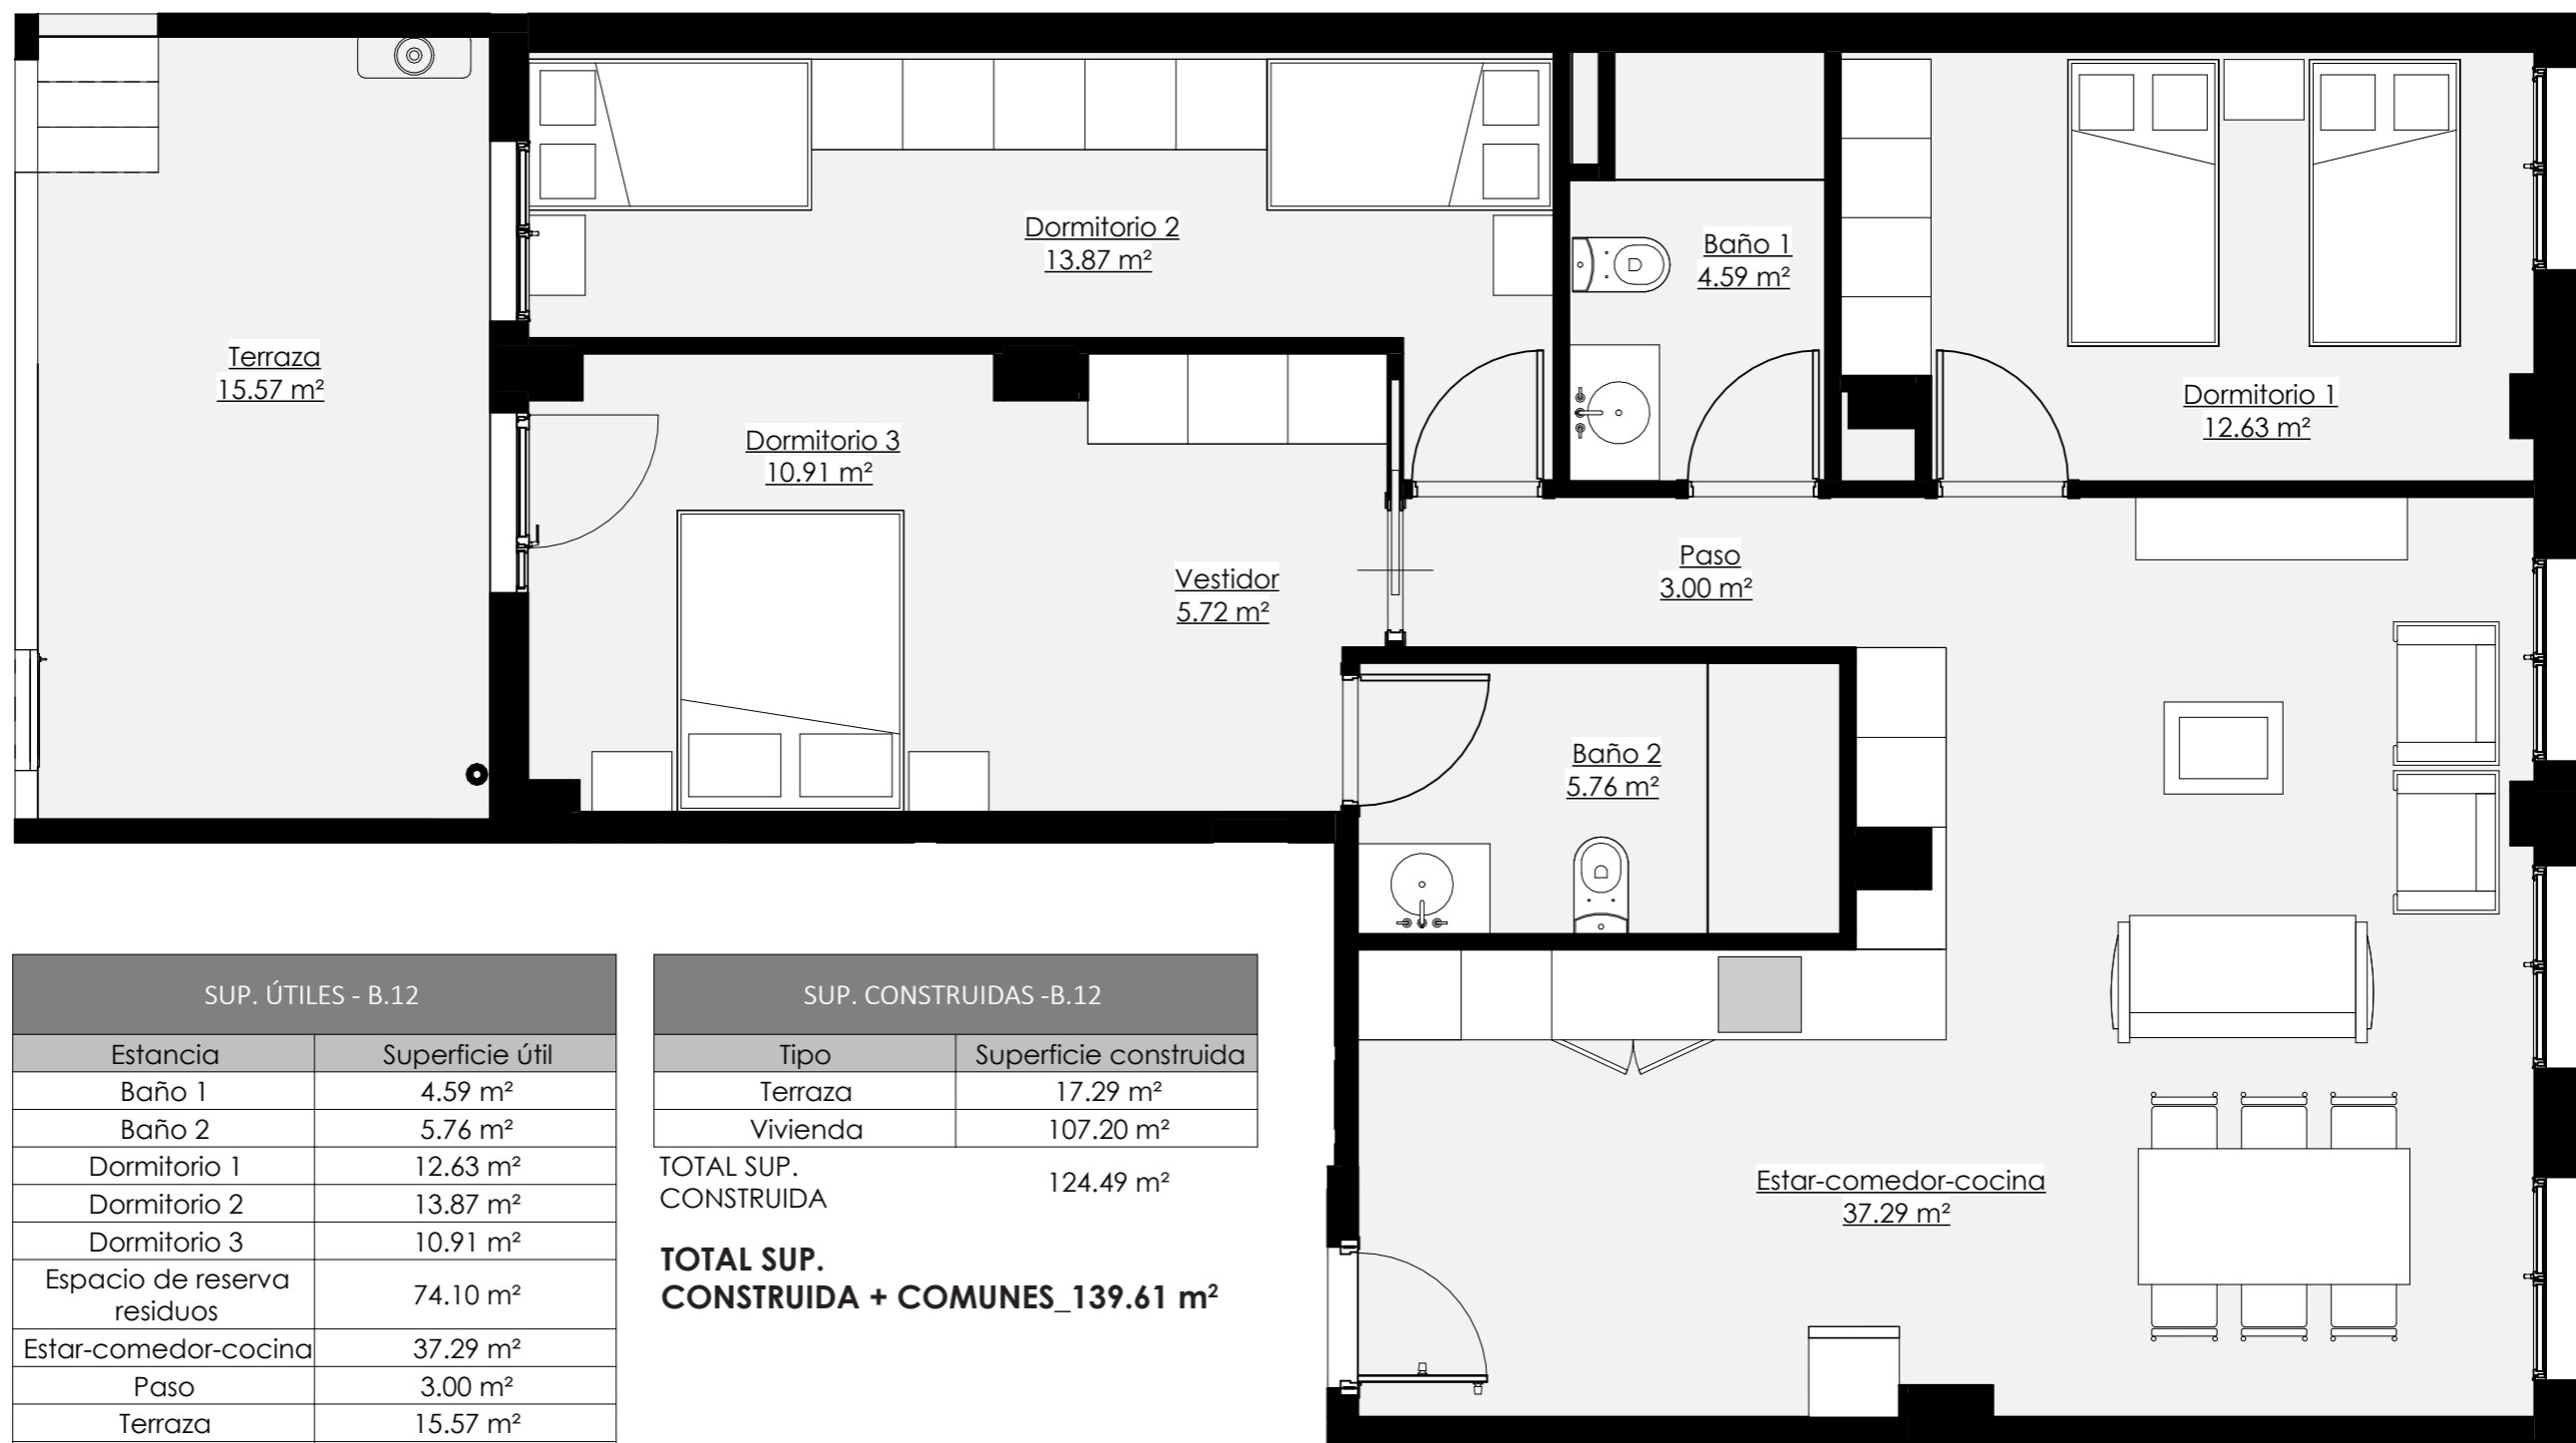 Dormitorio 2
13.87 m²
Baño 1
4.59 m²
Terraza
15.57 m²
Dormitorio 1
12.63 m²
Dormitorio 3
10.91 m²
Vestidor
5.72 m²
Paso
3.00 m²
Baño 2
5.76 m²
Estar-comedor-cocina
37.29 m²
SUP. ÚTILES - B.12
Estancia Superficie útil
Baño 1 4.59 m²
Baño 2 5.76 m²
Dormitorio 1 12.63 m²
Dormitorio 2 13.87 m²
Dormitorio 3 10.91 m²
Espacio de reserva
residuos 74.10 m²
Estar-comedor-cocina 37.29 m²
Paso 3.00 m²
Terraza 15.57 m²
SUP. CONSTRUIDAS -B.12
Tipo Superficie construida
Terraza 17.29 m²
Vivienda 107.20 m²
TOTAL SUP.
CONSTRUIDA 124.49 m²
TOTAL SUP.
CONSTRUIDA + COMUNES_139.61 m²